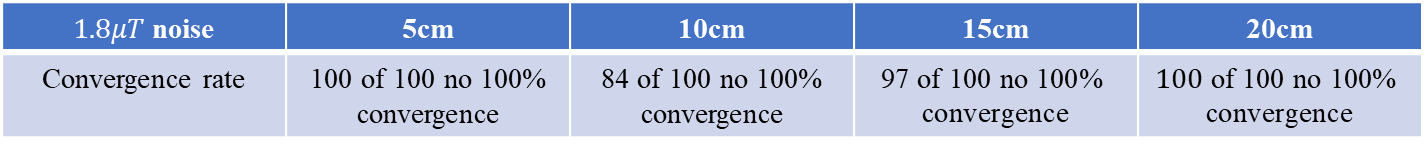 1.8μT noise 5cm 10cm 15cm 20cm
Convergence rate 100 of 100 no 100% 84 of 100 no 100% 97 of 100 no 100% 100 of 100 no 100%
convergence convergence convergence convergence